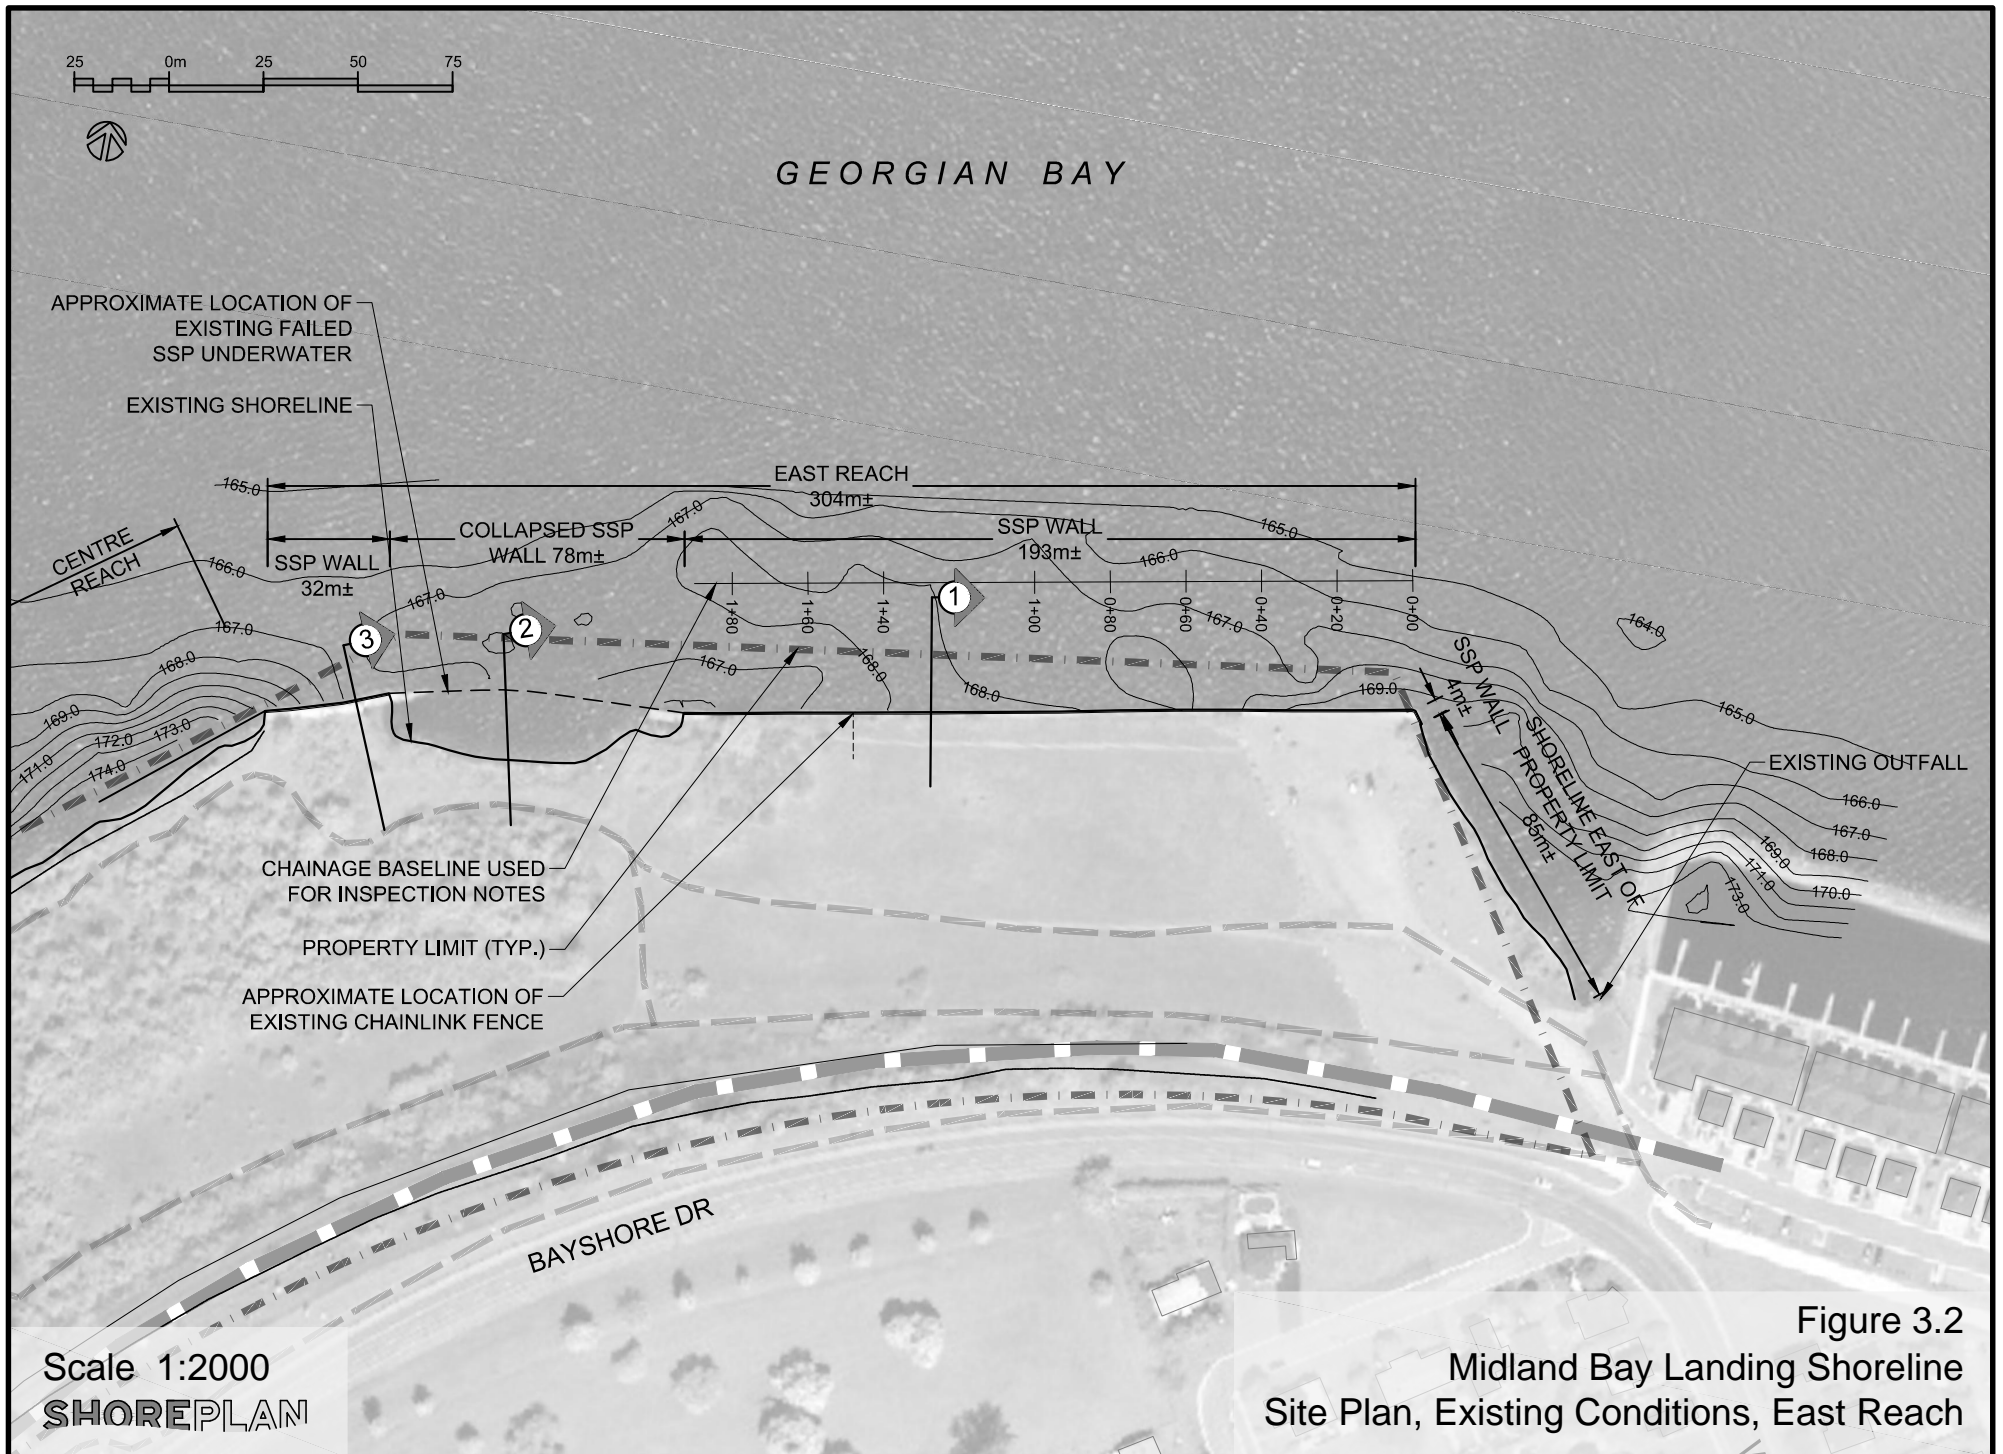 25 0m 25 50 75
GEORGIAN BAY
APPROXIMATE LOCATION OF
EXISTING FAILED
SSP UNDERWATER
EXISTING SHORELINE
EAST REACH
304m±
165.0
CENTRE
REACH
SSP WALL
32m±
COLLAPSED SSP
WALL 78m±
167.0
SSP WALL
193m±
165.0
166.0
166.0
167.0
1+80
1+60
1+40
1
1+00
0+80
0+60
0+40
0+20
0+00
167.0
164.0
167.0
3
2
168.0
167.0
168.0
168.0
169.0
SSP WALL
4m±
165.0
169.0
172.0
173.0
171.0
174.0
SHORELINE EAST OF
PROPERTY LIMIT
85m±
EXISTING OUTFALL
166.0
167.0
168.0
169.0
171.0
170.0
173.0
CHAINAGE BASELINE USED
FOR INSPECTION NOTES
PROPERTY LIMIT (TYP.)
APPROXIMATE LOCATION OF
EXISTING CHAINLINK FENCE
BAYSHORE DR
Scale 1:2000
SHOREPLAN
Figure 3.2
Midland Bay Landing Shoreline
Site Plan, Existing Conditions, East Reach